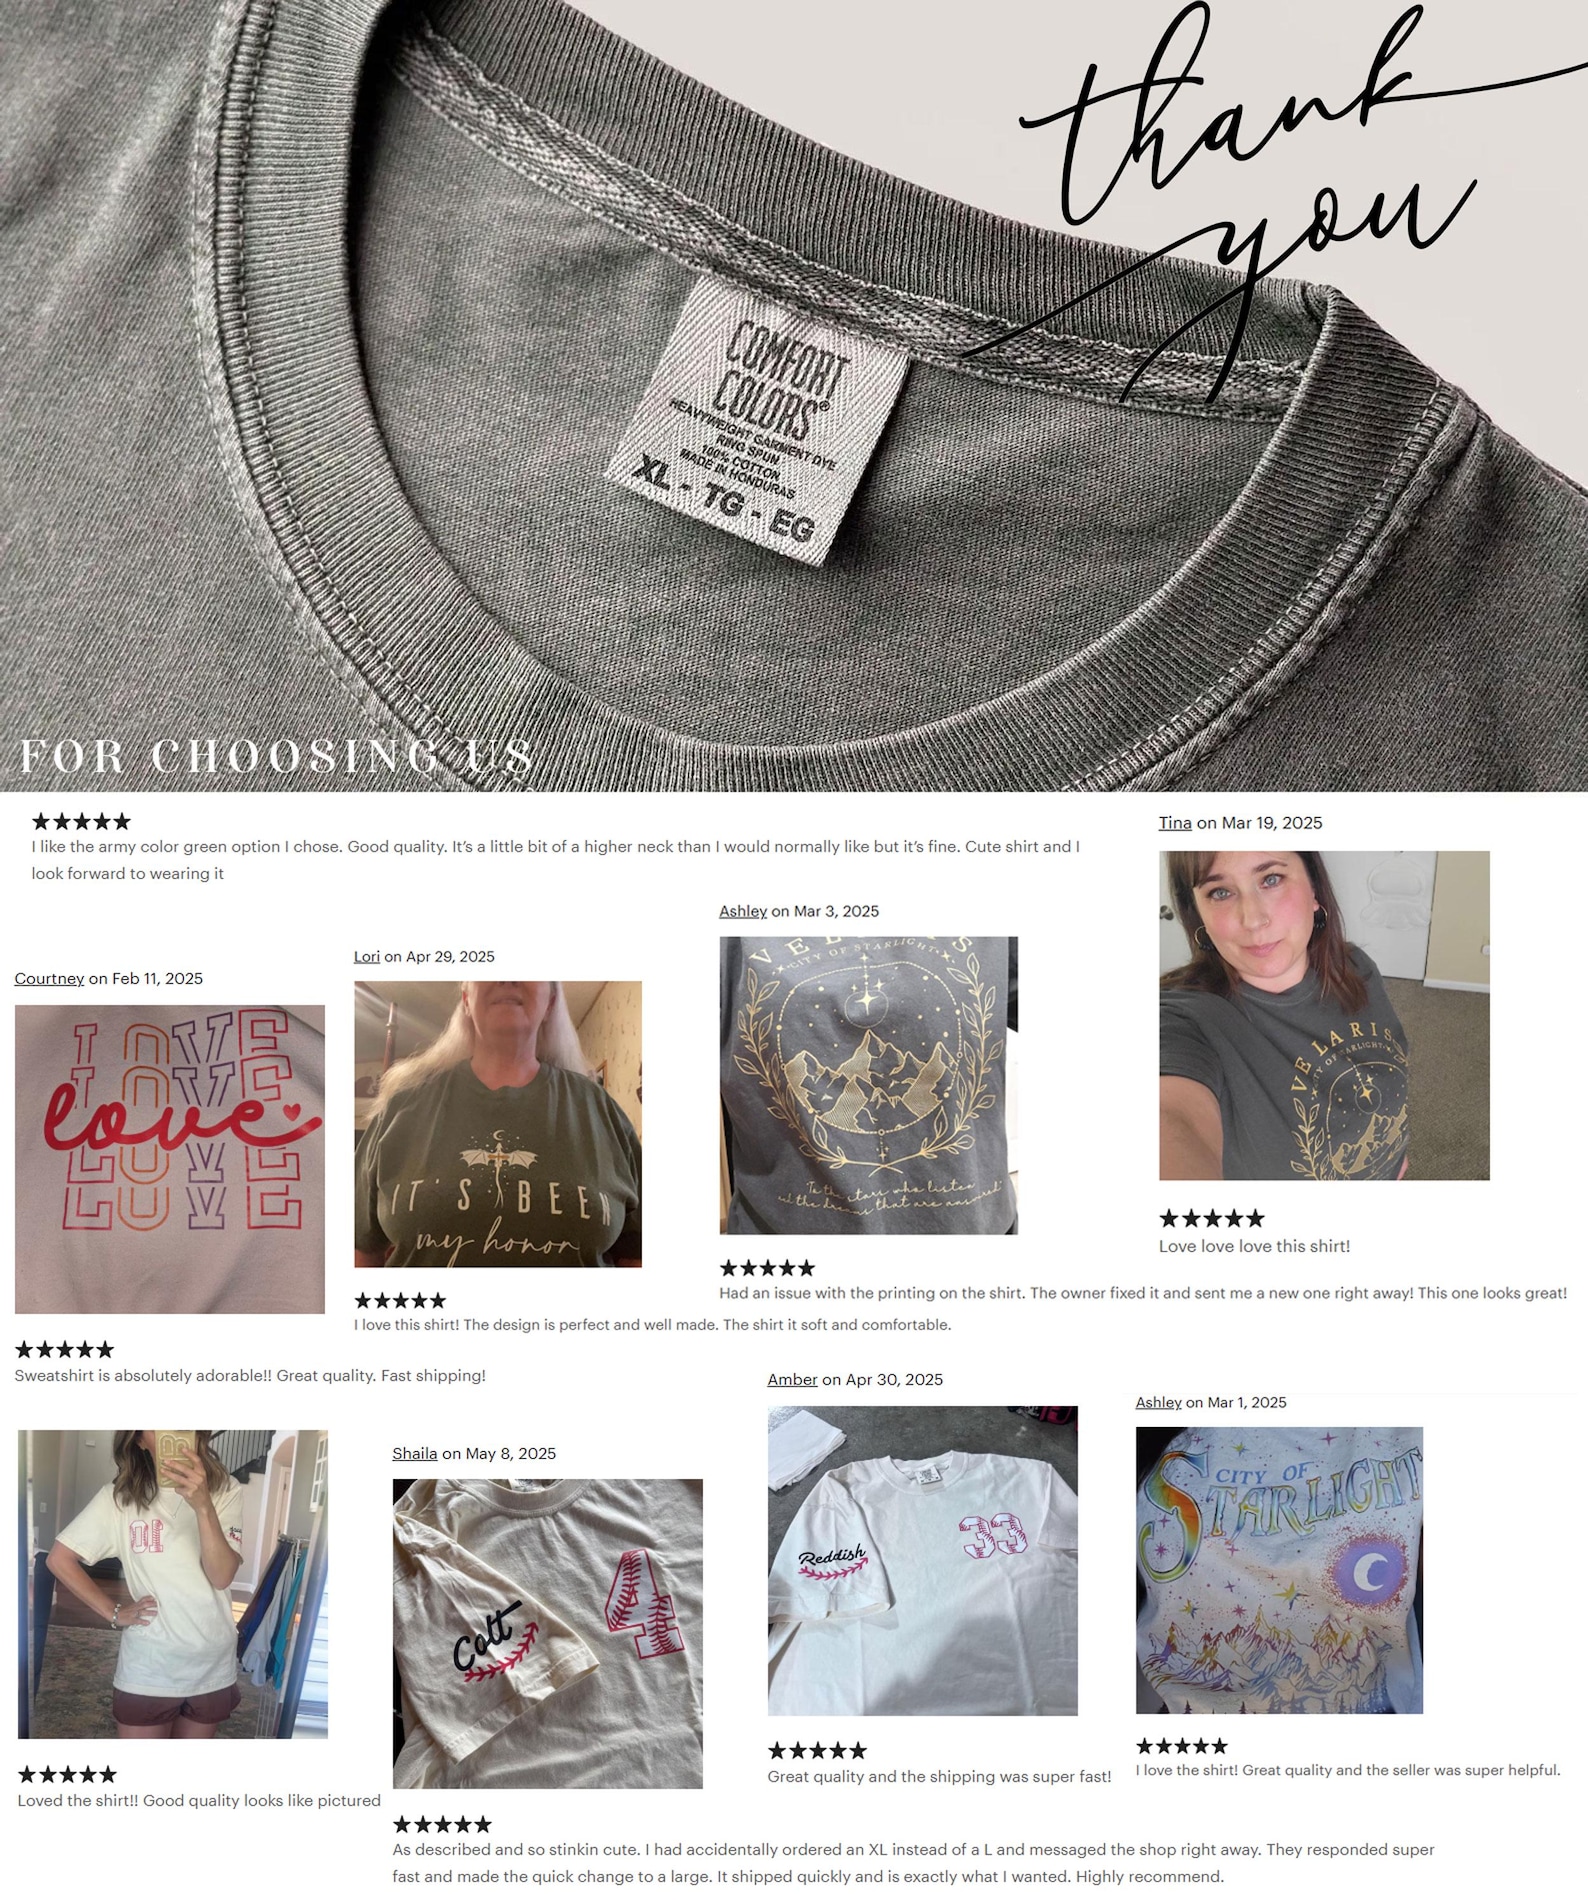 thank
you
COMFORT
COLORS®
HEAVYWEIGHT GARMENT DYE
RING SPUN
100% COTTON
MADE IN HONDURAS
XL - TG - EG
FOR CHOOSING US
★★★★★
I like the army color green option I chose. Good quality. It's a little bit of a higher neck than I would normally like but it's fine. Cute shirt and I
look forward to wearing it
Tina on Mar 19, 2025
VELARIS
CITY OF STARLIGHT
★★★★★
Love love love this shirt!
Ashley on Mar 3, 2025
VELARIS
CITY OF STARLIGHT
To the stars who listen
and the dreams that are answered
★★★★★
Had an issue with the printing on the shirt. The owner fixed it and sent me a new one right away! This one looks great!
Lori on Apr 29, 2025
IT'S BEEN
my honor
★★★★★
I love this shirt! The design is perfect and well made. The shirt it soft and comfortable.
Courtney on Feb 11, 2025
LOVE
LOVE
love
LOVE
LOVE
★★★★★
Sweatshirt is absolutely adorable!! Great quality. Fast shipping!
★★★★★
Loved the shirt!! Good quality looks like pictured
Shaila on May 8, 2025
Colt
4
★★★★★
As described and so stinkin cute. I had accidentally ordered an XL instead of a L and messaged the shop right away. They responded super
fast and made the quick change to a large. It shipped quickly and is exactly what I wanted. Highly recommend.
Amber on Apr 30, 2025
Reddish
33
★★★★★
Great quality and the shipping was super fast!
Ashley on Mar 1, 2025
CITY OF
STARLIGHT
★★★★★
I love the shirt! Great quality and the seller was super helpful.